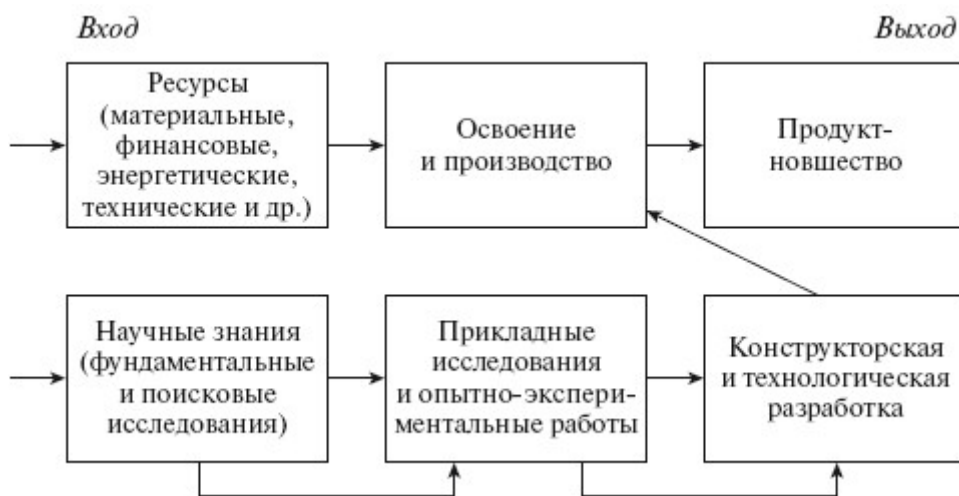 Вход
Выход
Ресурсы
(материальные,
финансовые,
энергетические,
технические и др.)
Освоение
и производство
Продукт-
новшество
Научные знания
(фундаментальные
и поисковые
исследования)
Прикладные
исследования
и опытно-экспери-
ментальные работы
Конструкторская
и технологическая
разработка